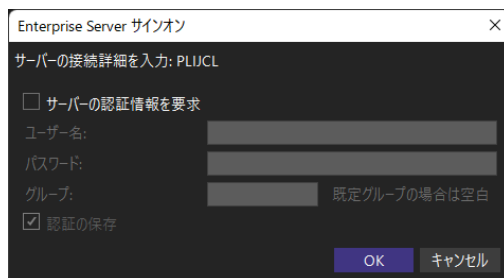 Enterprise Server サインオン
サーバーの接続詳細を入力: PLIJCL
サーバーの認証情報を要求
ユーザー名:
パスワード:
グループ: 既定グループの場合は空白
認証の保存
OK キャンセル